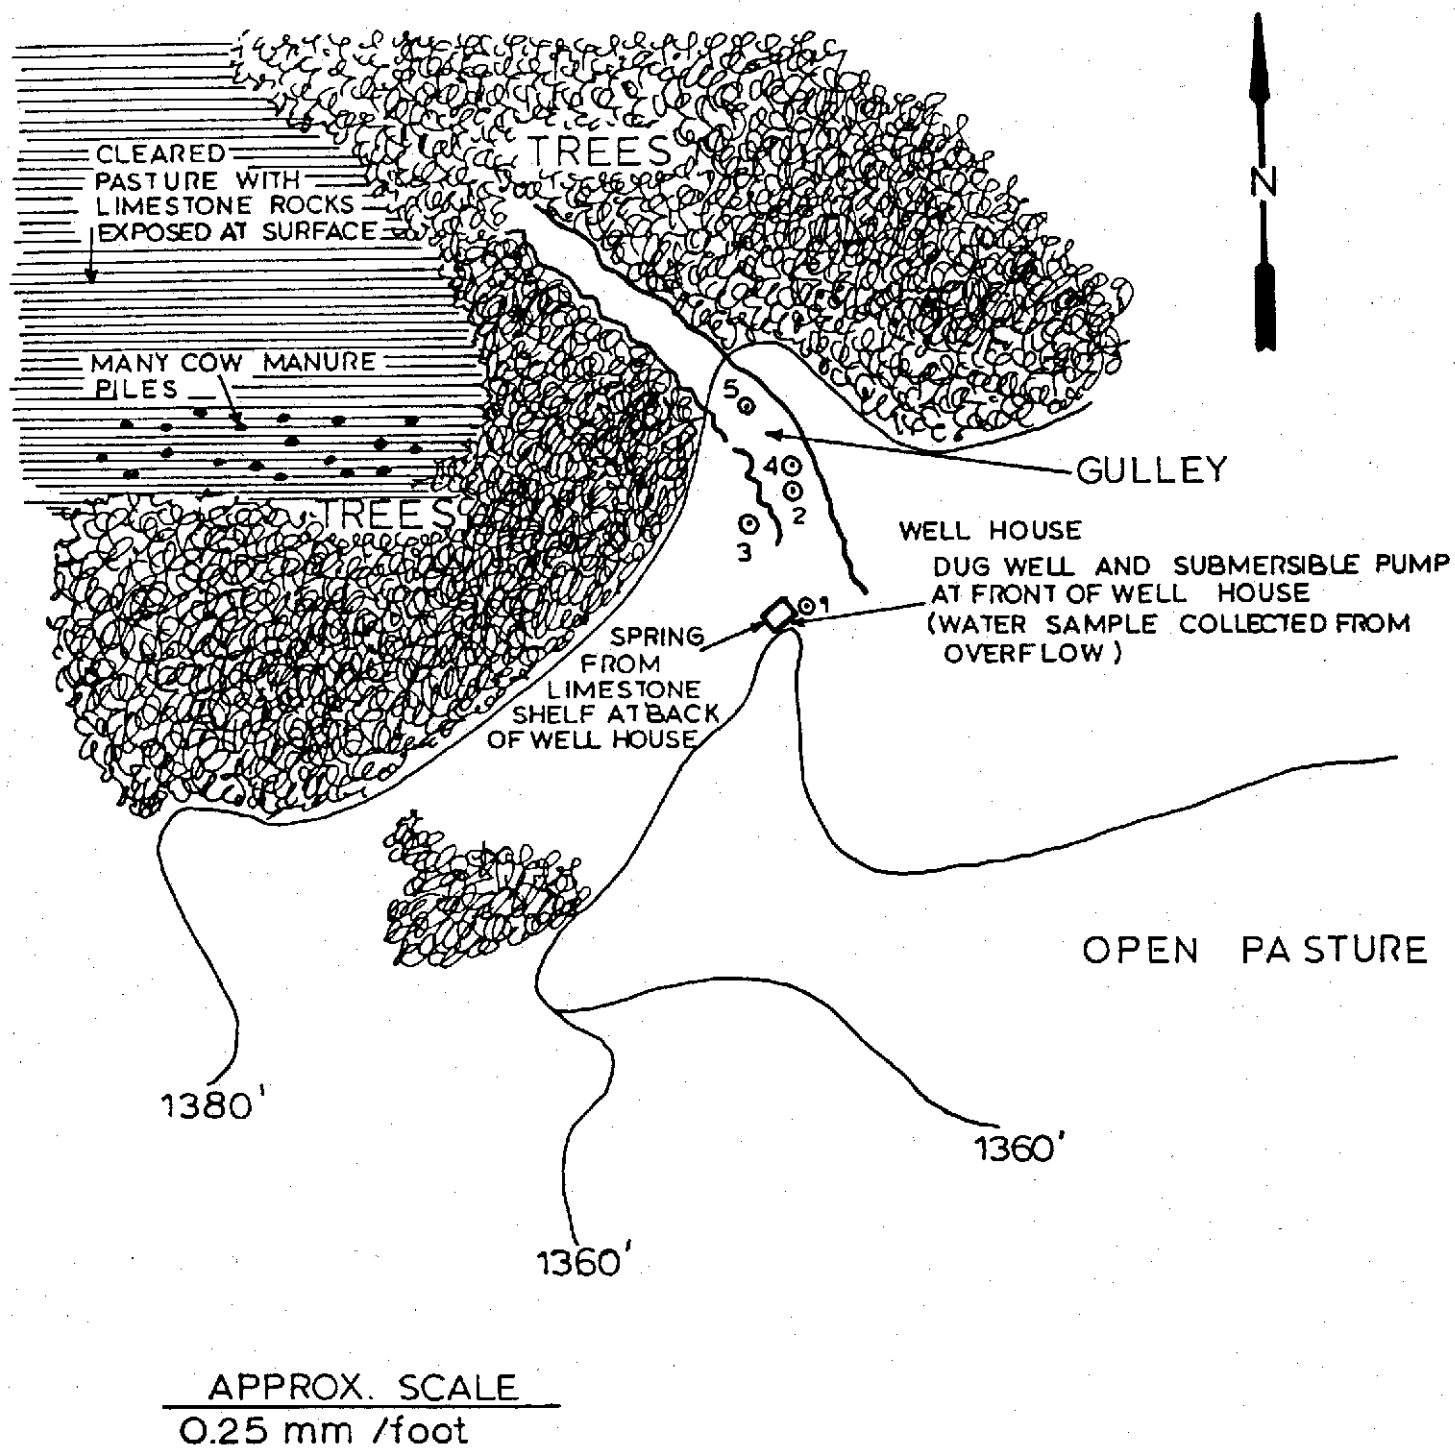 TREES
CLEARED
PASTURE WITH
LIMESTONE ROCKS
EXPOSED AT SURFACE
N
MANY COW MANURE
PILES
5
4
2
3
GULLEY
TREES
WELL HOUSE
DUG WELL AND SUBMERSIBLE PUMP
AT FRONT OF WELL HOUSE
(WATER SAMPLE COLLECTED FROM
OVERFLOW)
1
SPRING
FROM
LIMESTONE
SHELF AT BACK
OF WELL HOUSE
OPEN PASTURE
1380'
1360'
1360'
APPROX. SCALE
0.25 mm /foot